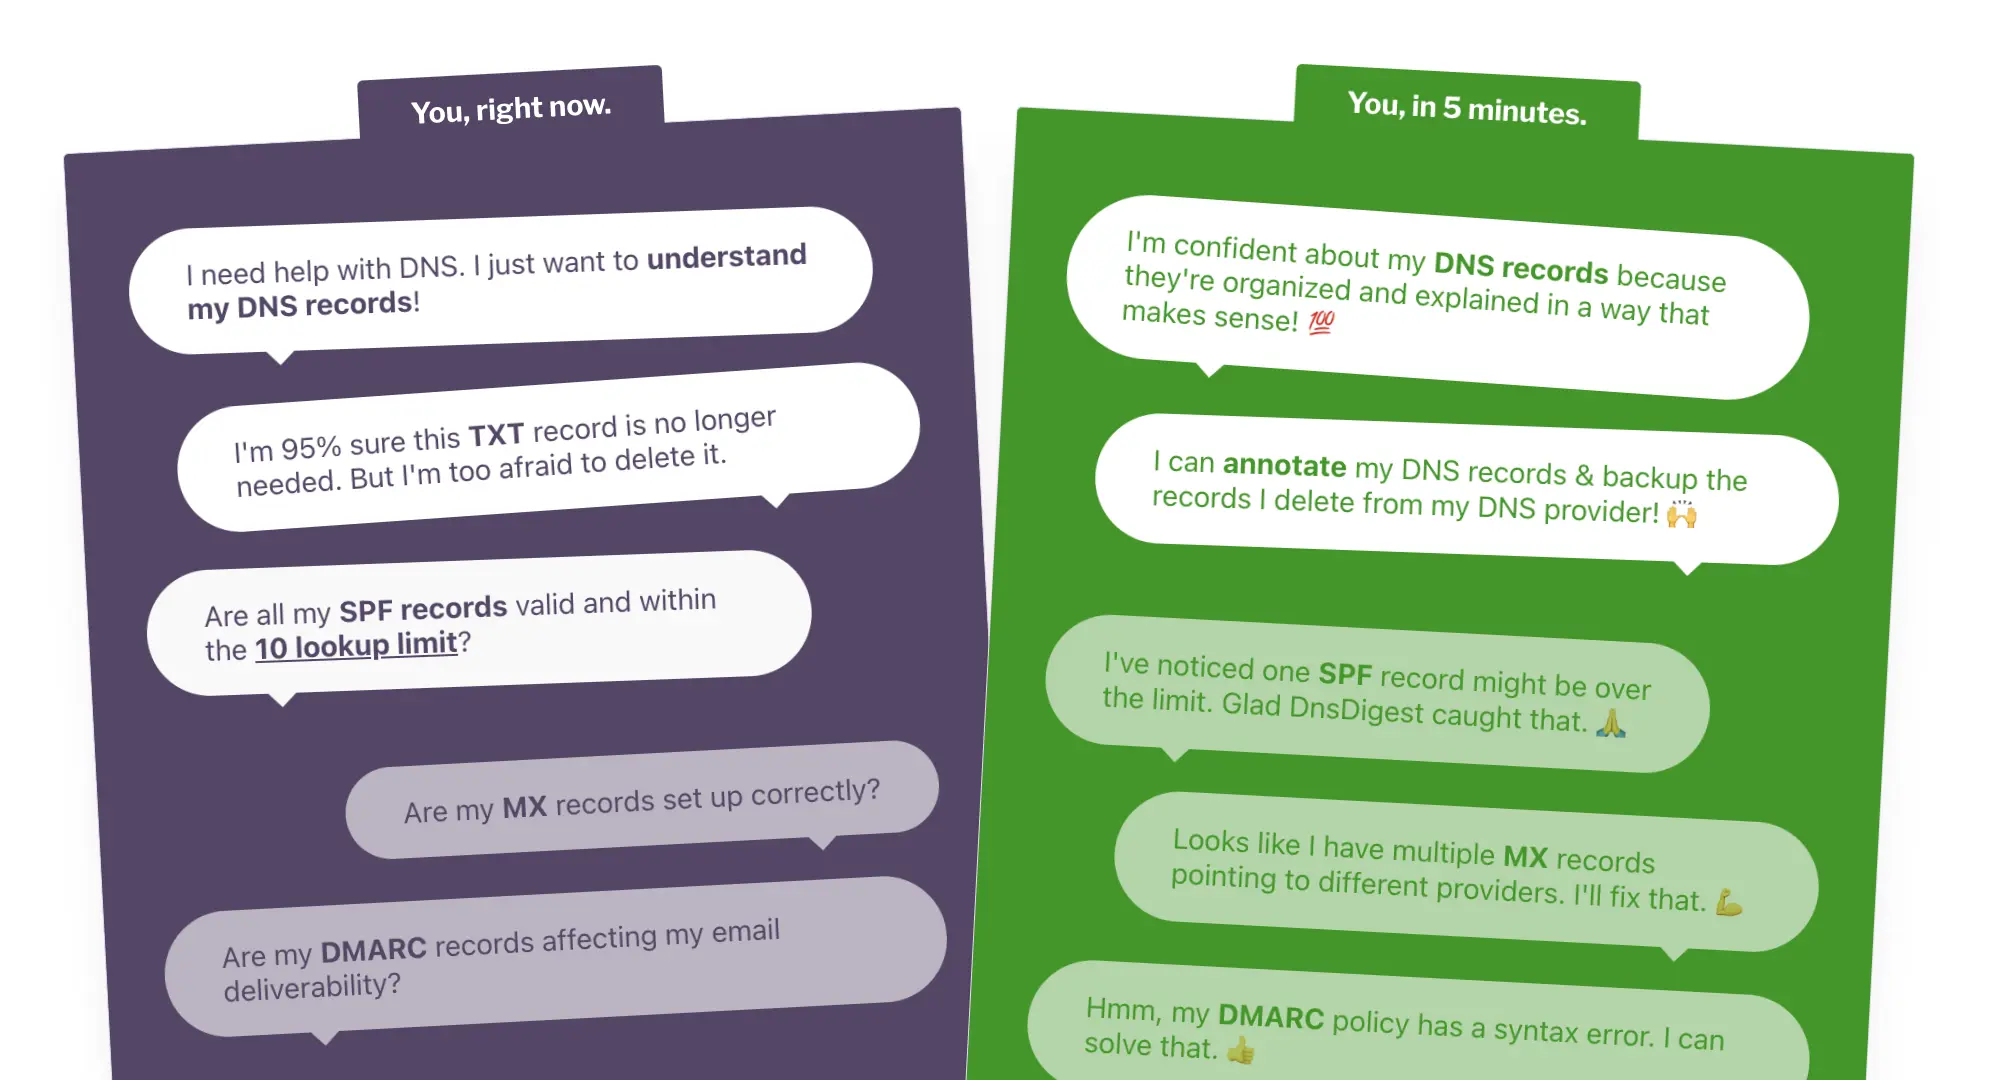 You, right now.
I need help with DNS. I just want to understand
my DNS records!
I'm 95% sure this TXT record is no longer
needed. But I'm too afraid to delete it.
Are all my SPF records valid and within
the 10 lookup limit?
Are my MX records set up correctly?
Are my DMARC records affecting my email
deliverability?
You, in 5 minutes.
I'm confident about my DNS records because
they're organized and explained in a way that
makes sense! 💯
I can annotate my DNS records & backup the
records I delete from my DNS provider! 🙌
I've noticed one SPF record might be over
the limit. Glad DnsDigest caught that. 🙏
Looks like I have multiple MX records
pointing to different providers. I'll fix that. 💪
Hmm, my DMARC policy has a syntax error. I can
solve that. 👍